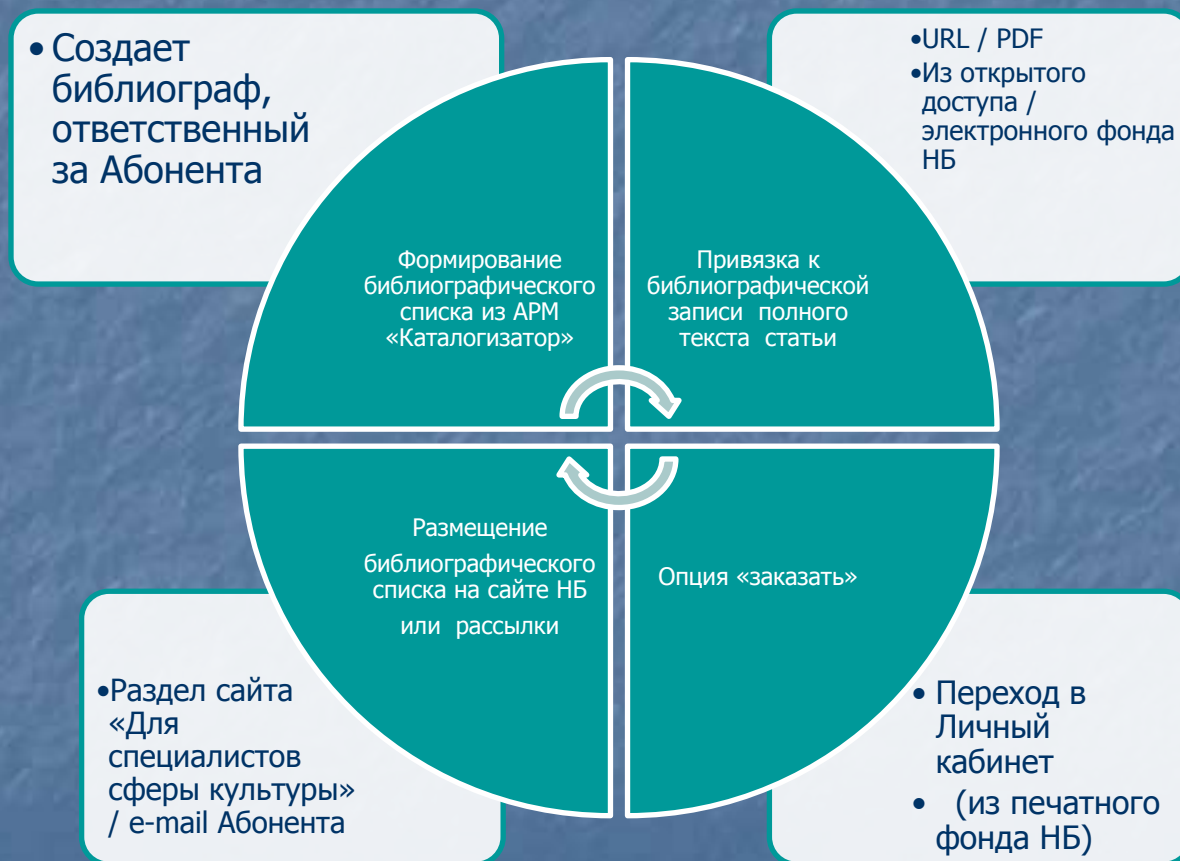 • Создает
библиограф,
ответственный
за Абонента
•URL / PDF
•Из открытого
доступа /
электронного фонда
НБ
Формирование
библиографического
списка из АРМ
«Каталогизатор»
Привязка к
библиографической
записи полного
текста статьи
Размещение
библиографического
списка на сайте НБ
или рассылки
Опция «заказать»
•Раздел сайта
«Для
специалистов
сферы культуры»
/ e-mail Абонента
• Переход в
Личный
кабинет
• (из печатного
фонда НБ)